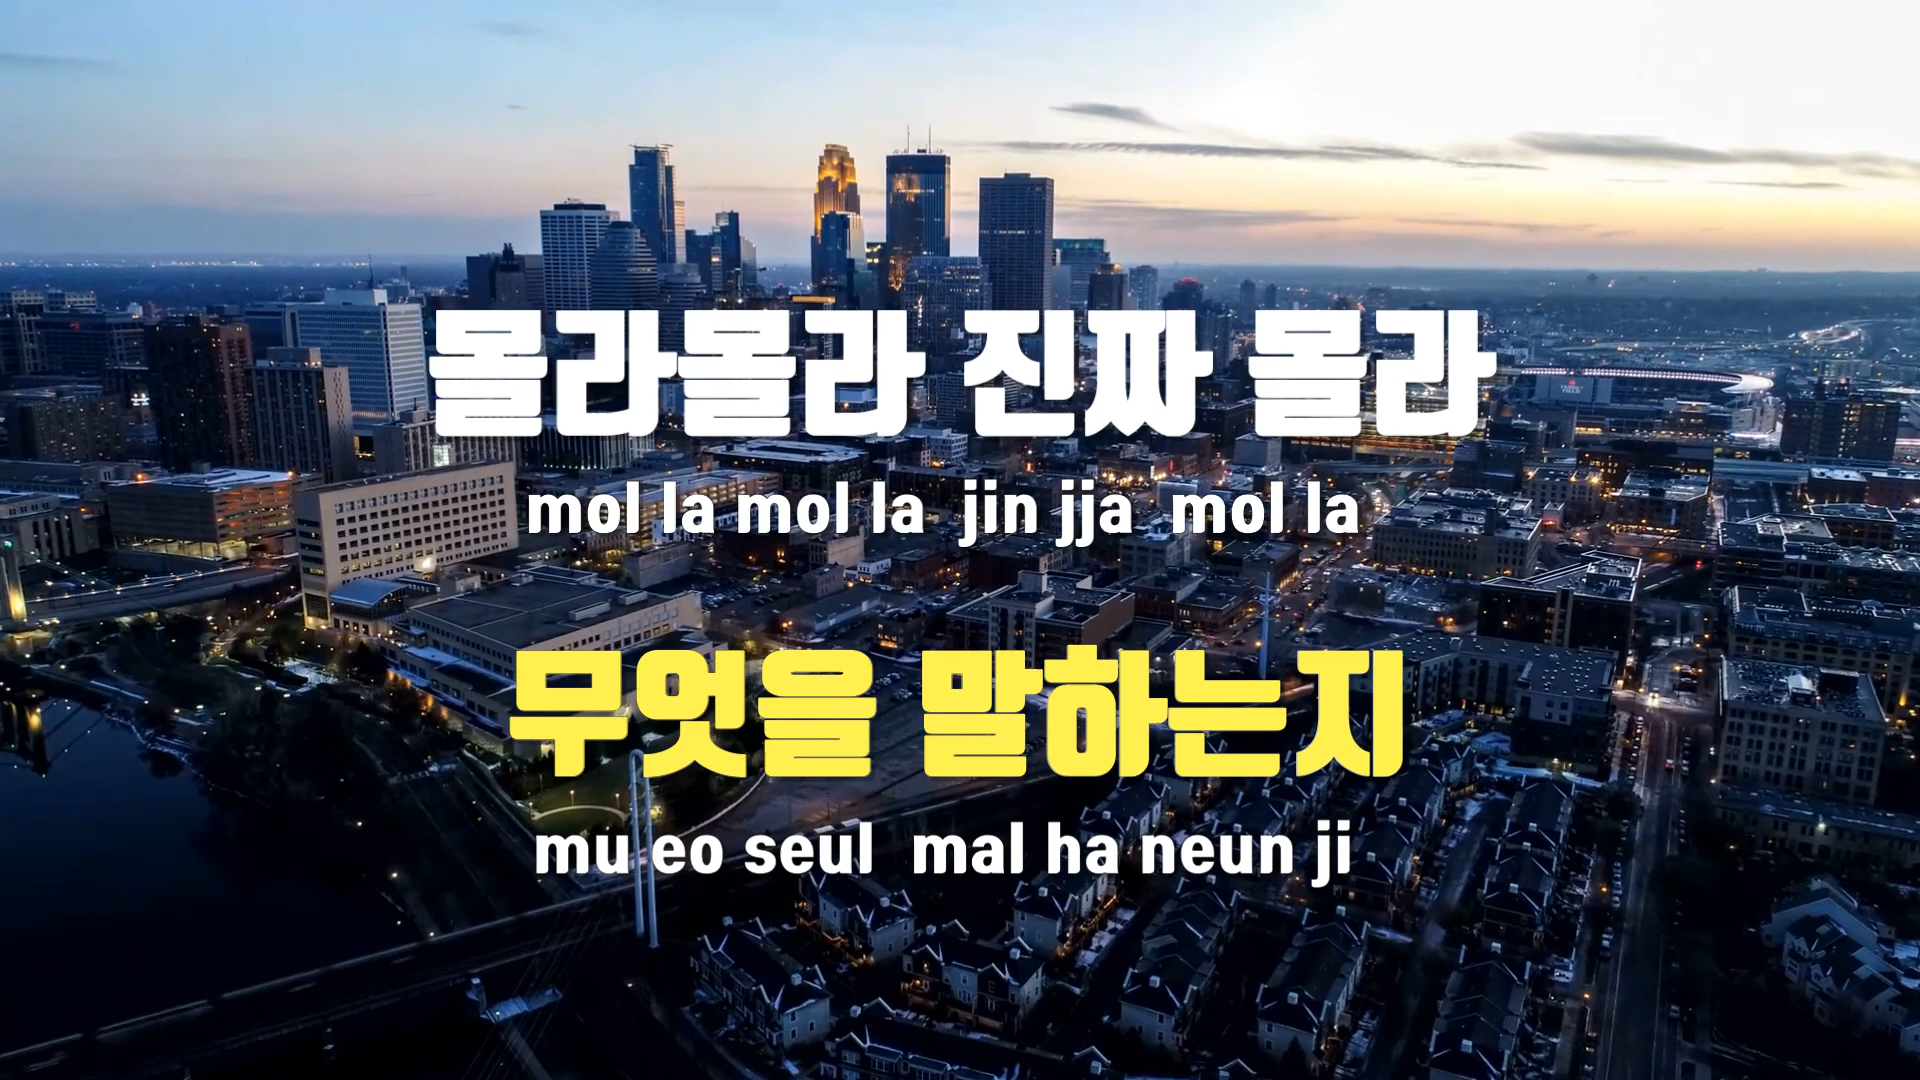 몰라몰라 진짜 몰라
mol la mol la jin jja mol la
무엇을 말하는지
mu eo seul mal ha neun ji